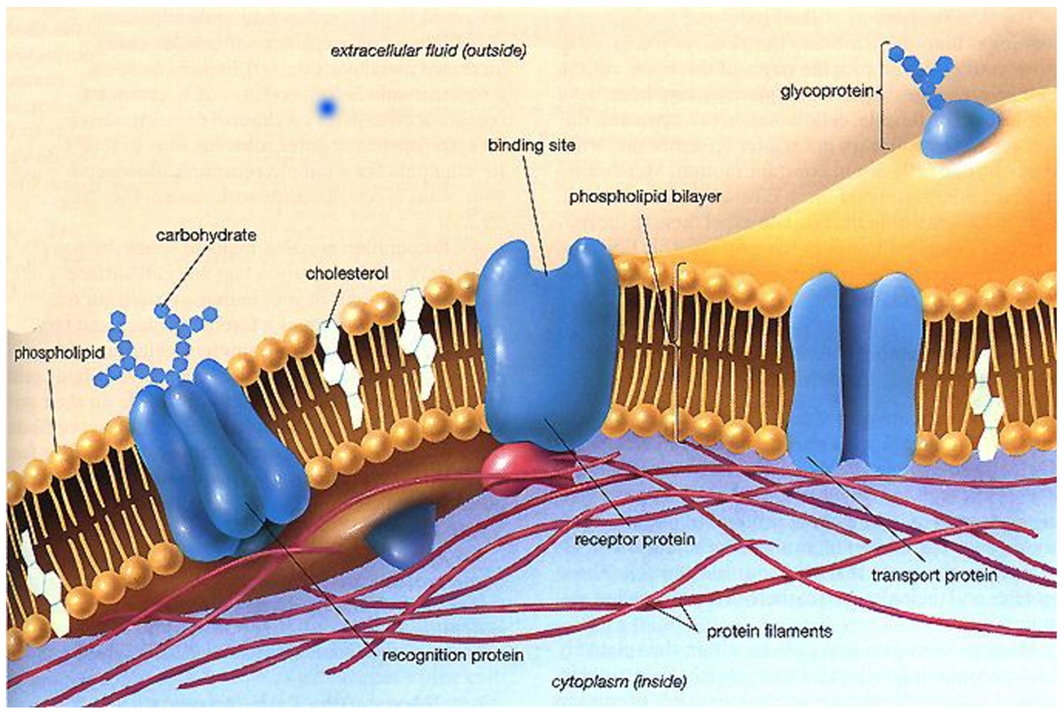 extracellular fluid (outside)
glycoprotein
binding site
phospholipid bilayer
carbohydrate
cholesterol
phospholipid
receptor protein
transport protein
protein filaments
recognition protein
cytoplasm (inside)